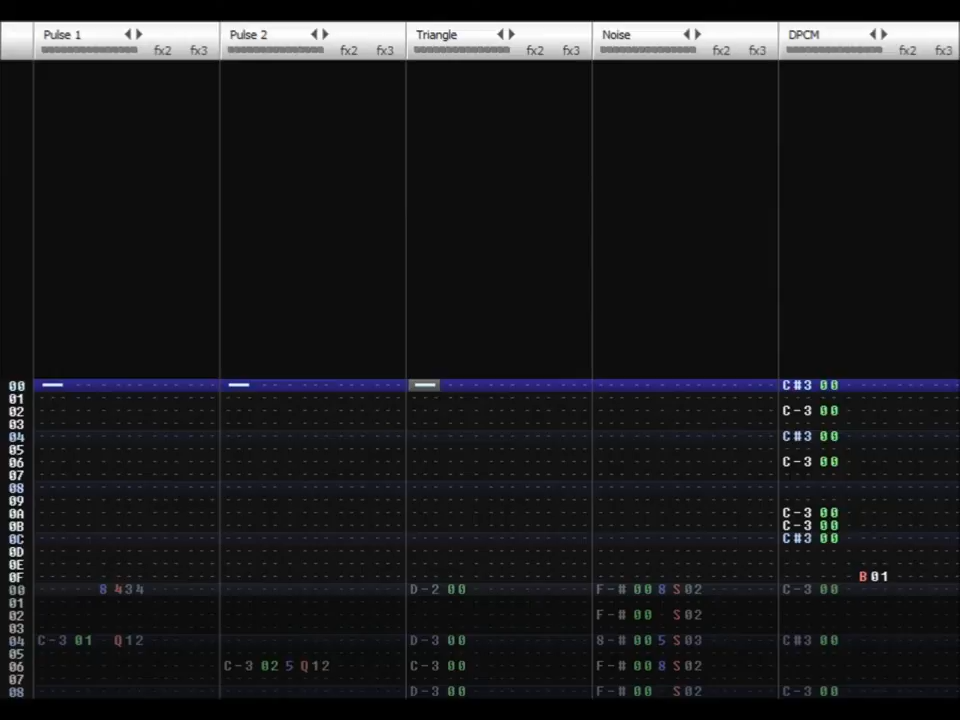 Pulse 1 fx2 fx3 Pulse 2 fx2 fx3 Triangle fx2 fx3 Noise fx2 fx3 DPCM fx2 fx3
00 C#3 00
01
02 C-3 00
03
04 C#3 00
05
06 C-3 00
07
08
09
0A C-3 00
0B C-3 00
0C C#3 00
0D
0E
0F B01
00 8 434 D-2 00 F-# 00 8 S02 C-3 00
01
02 F-# 00 S02
03
04 C-3 01 Q12 D-3 00 8-# 00 5 S03 C#3 00
05
06 C-3 02 5 Q12 C-3 00 F-# 00 8 S02
07
08 D-3 00 F-# 00 S02 C-3 00